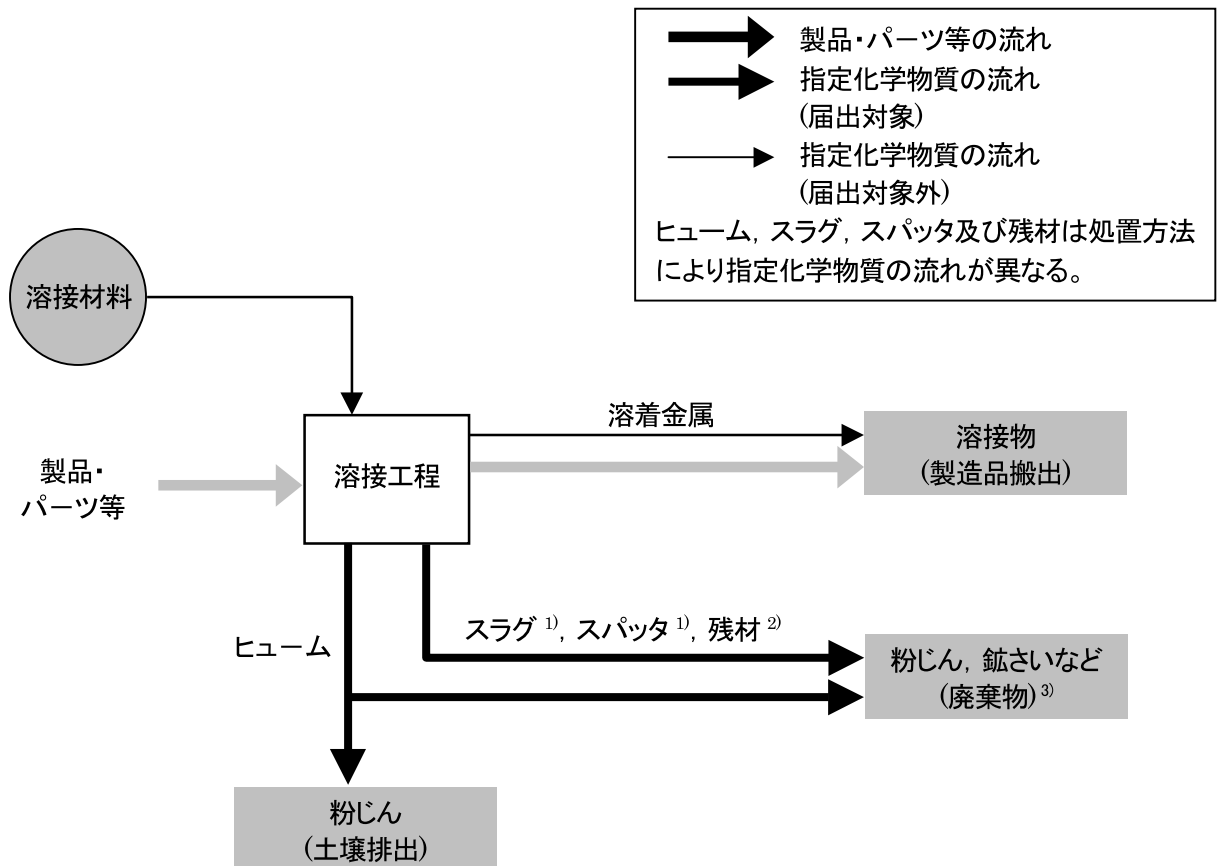 製品・パーツ等の流れ
指定化学物質の流れ
(届出対象)
指定化学物質の流れ
(届出対象外)
ヒューム, スラグ, スパッタ及び残材は処置方法
により指定化学物質の流れが異なる。
溶接材料
製品・
パーツ等
溶接工程
溶着金属
溶接物
(製造品搬出)
スラグ 1), スパッタ 1), 残材 2)
ヒューム
粉じん, 鉱さいなど
(廃棄物) 3)
粉じん
(土壌排出)